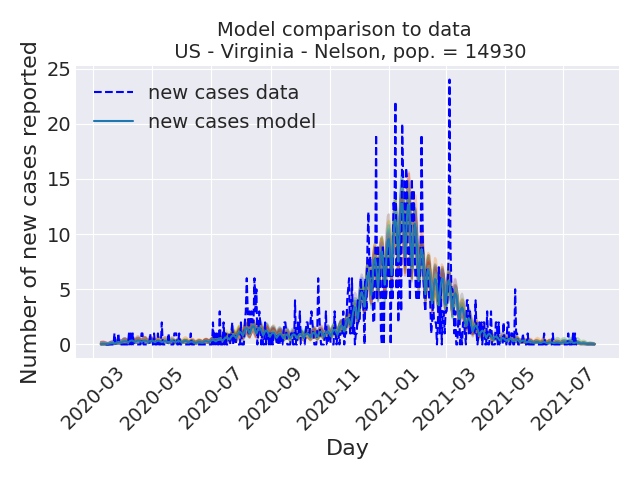 Model comparison to data
US - Virginia - Nelson, pop. = 14930
Number of new cases reported
25
20
15
10
5
0
new cases data
new cases model
2020-03
2020-05
2020-07
2020-09
2020-11
2021-01
2021-03
2021-05
2021-07
Day